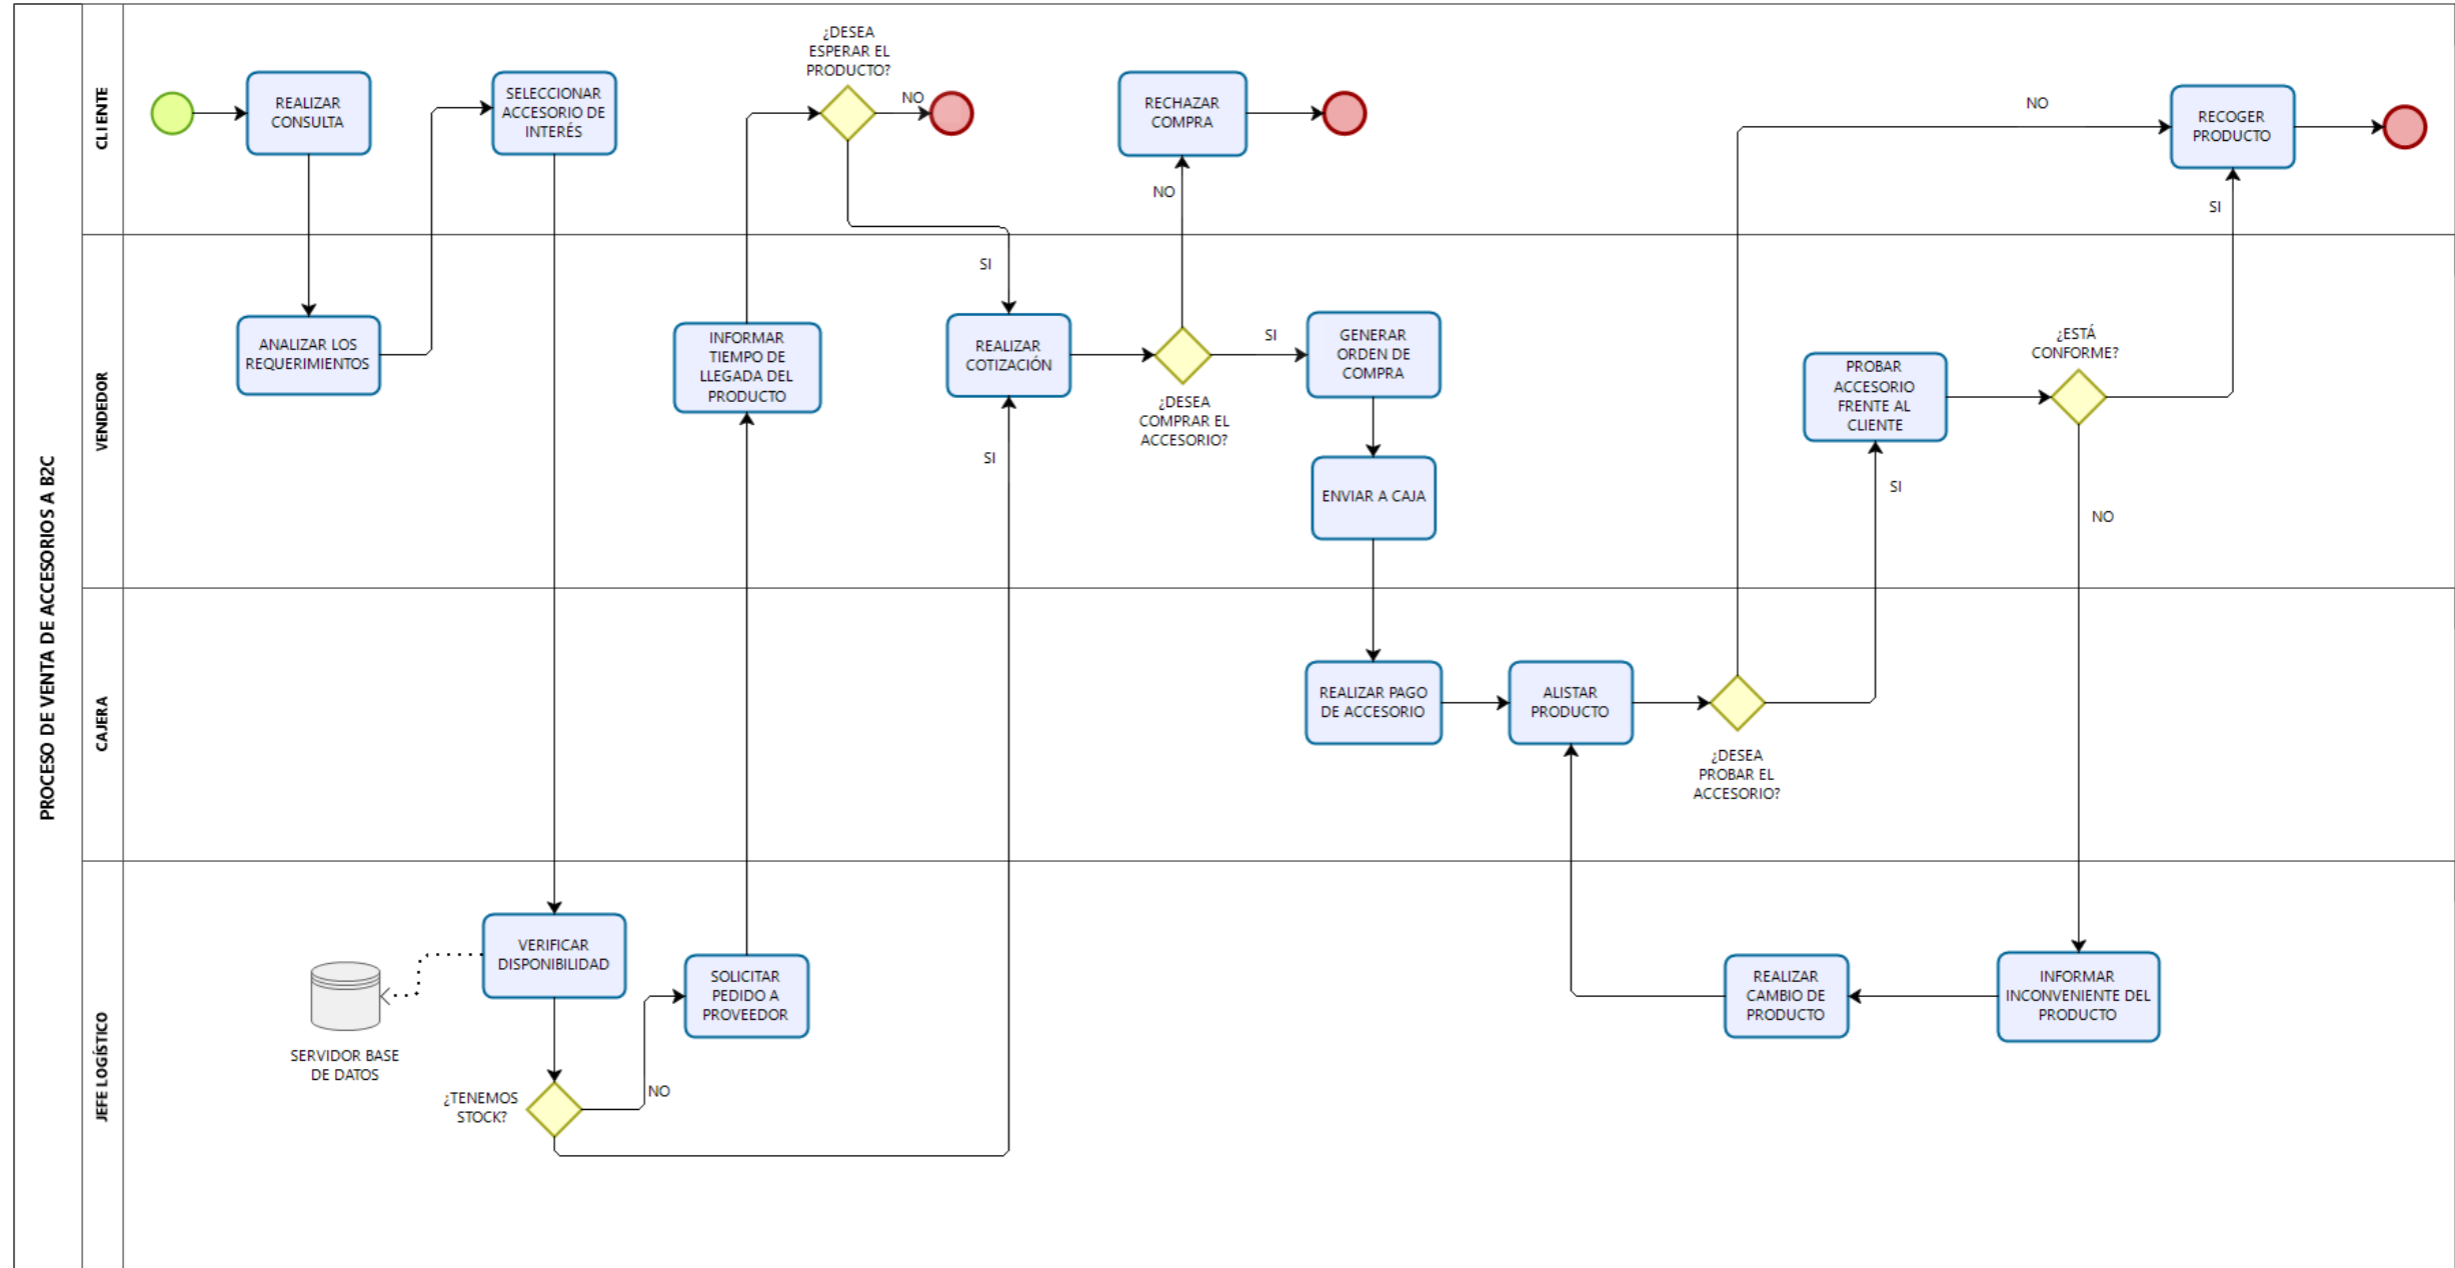 PROCESO DE VENTA DE ACCESORIOS A B2C
CLIENTE
REALIZAR
CONSULTA
SELECCIONAR
ACCESORIO DE
INTERÉS
¿DESEA
ESPERAR EL
PRODUCTO?
NO
SI
RECHAZAR
COMPRA
NO
NO
RECOGER
PRODUCTO
SI
VENDEDOR
ANALIZAR LOS
REQUERIMIENTOS
INFORMAR
TIEMPO DE
LLEGADA DEL
PRODUCTO
REALIZAR
COTIZACIÓN
SI
¿DESEA
COMPRAR EL
ACCESORIO?
SI
GENERAR
ORDEN DE
COMPRA
ENVIAR A CAJA
PROBAR
ACCESORIO
FRENTE AL
CLIENTE
SI
¿ESTÁ
CONFORME?
NO
CAJERA
REALIZAR PAGO
DE ACCESORIO
ALISTAR
PRODUCTO
¿DESEA
PROBAR EL
ACCESORIO?
JEFE LOGÍSTICO
VERIFICAR
DISPONIBILIDAD
SERVIDOR BASE
DE DATOS
¿TENEMOS
STOCK?
NO
SOLICITAR
PEDIDO A
PROVEEDOR
REALIZAR
CAMBIO DE
PRODUCTO
INFORMAR
INCONVENIENTE DEL
PRODUCTO